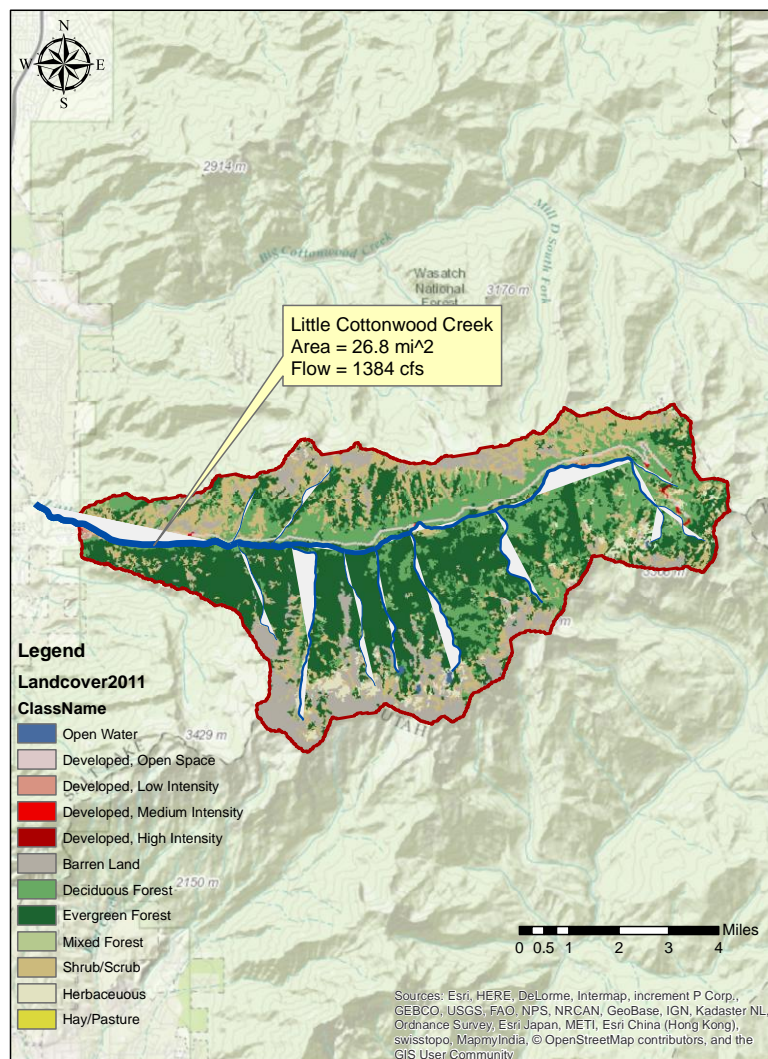 N
W E
S
2914 m
Big Cottonwood Creek
Mill D South Fork
Wasatch
National
Forest
3176 m
Little Cottonwood Creek
Area = 26.8 mi^2
Flow = 1384 cfs
UTAH
3429 m
2150 m
Legend
Landcover2011
ClassName
Open Water
Developed, Open Space
Developed, Low Intensity
Developed, Medium Intensity
Developed, High Intensity
Barren Land
Deciduous Forest
Evergreen Forest
Mixed Forest
Shrub/Scrub
Herbaceuous
Hay/Pasture
Miles
0 0.5 1 2 3 4
Sources: Esri, HERE, DeLorme, Intermap, increment P Corp.,
GEBCO, USGS, FAO, NPS, NRCAN, GeoBase, IGN, Kadaster NL,
Ordnance Survey, Esri Japan, METI, Esri China (Hong Kong),
swisstopo, MapmyIndia, © OpenStreetMap contributors, and the
GIS User Community